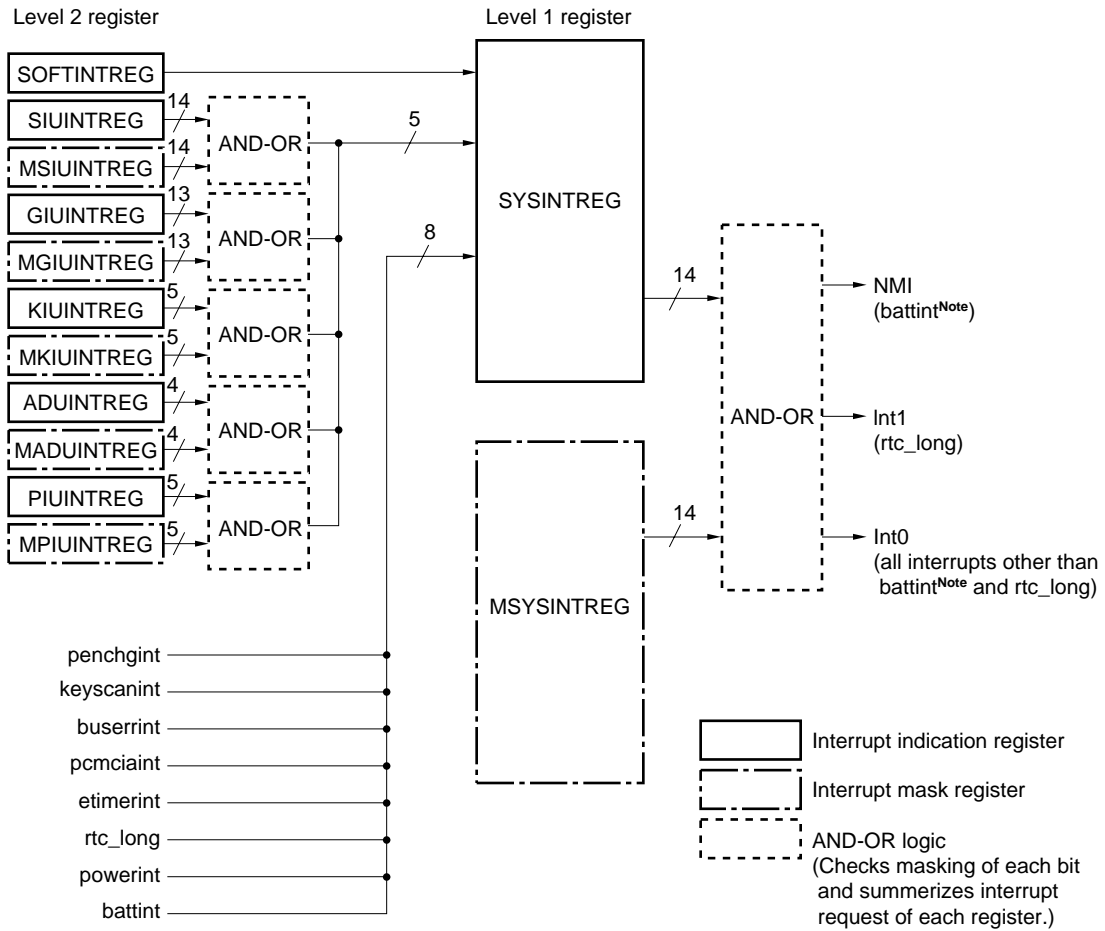 Level 2 register
Level 1 register
SOFTINTREG
SIUINTREG
14
MSIUINTREG
14
AND-OR
GIUINTREG
13
MGIUINTREG
13
AND-OR
KIUINTREG
5
MKIUINTREG
5
AND-OR
ADUINTREG
4
MADUINTREG
4
AND-OR
PIUINTREG
5
MPIUINTREG
5
AND-OR
5
8
SYSINTREG
14
MSYSINTREG
14
AND-OR
NMI
(battintNote)
Int1
(rtc_long)
Int0
(all interrupts other than
battintNote and rtc_long)
penchgint
keyscanint
buserrint
pcmciaint
etimerint
rtc_long
powerint
battint
Interrupt indication register
Interrupt mask register
AND-OR logic
(Checks masking of each bit
and summerizes interrupt
request of each register.)